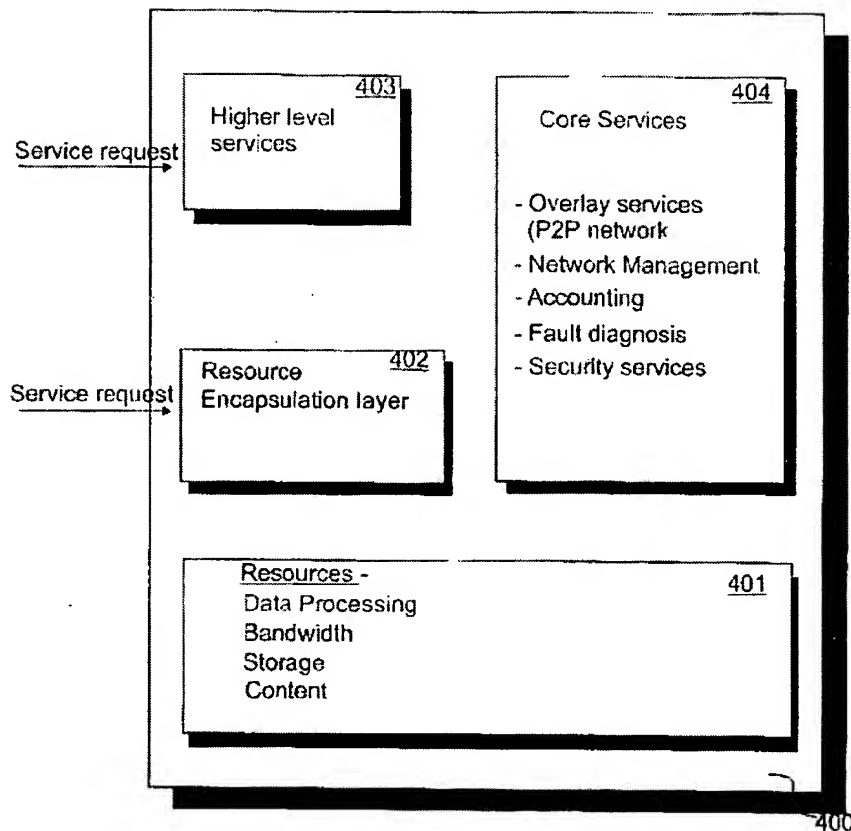 403
Higher level
services
Service request
404
Core Services
- Overlay services
(P2P network
- Network Management
- Accounting
- Fault diagnosis
- Security services
402
Resource
Encapsulation layer
Service request
401
Resources -
Data Processing
Bandwidth
Storage
Content
400